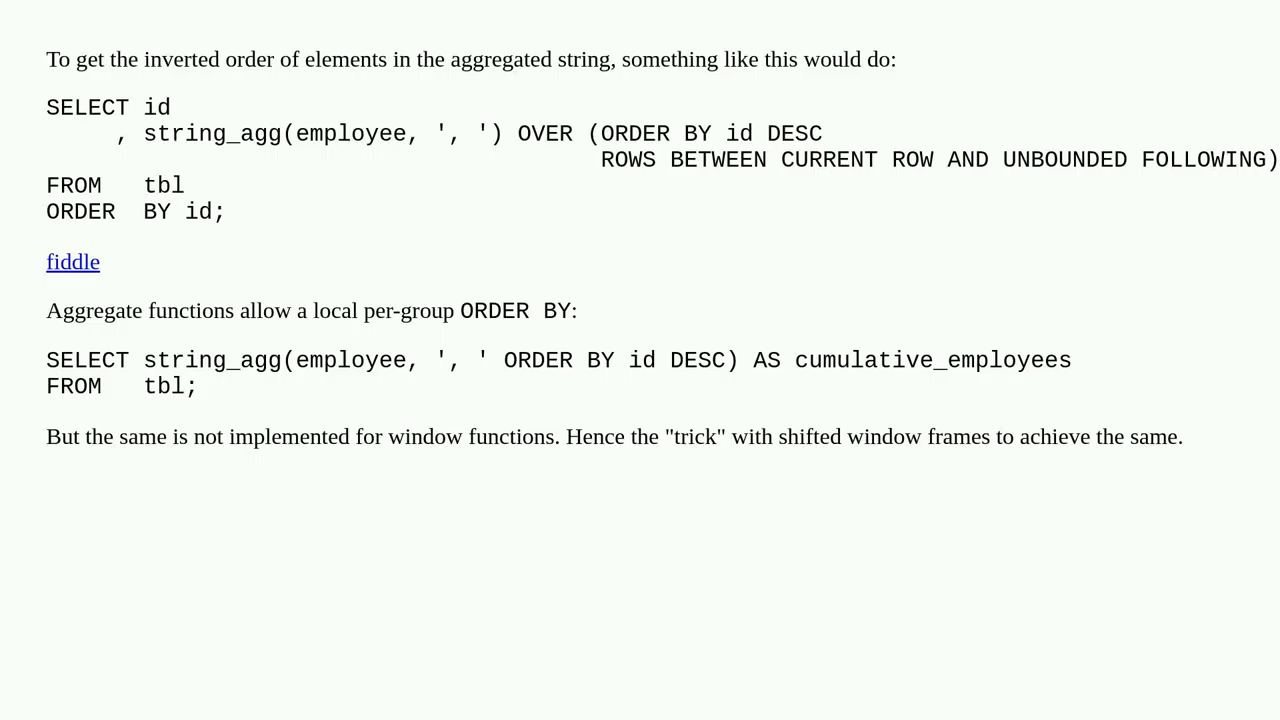 To get the inverted order of elements in the aggregated string, something like this would do:
SELECT id
     , string_agg(employee, ', ') OVER (ORDER BY id DESC
                                        ROWS BETWEEN CURRENT ROW AND UNBOUNDED FOLLOWING)
FROM   tbl
ORDER  BY id;
fiddle
Aggregate functions allow a local per-group ORDER BY:
SELECT string_agg(employee, ', ' ORDER BY id DESC) AS cumulative_employees
FROM   tbl;
But the same is not implemented for window functions. Hence the "trick" with shifted window frames to achieve the same.